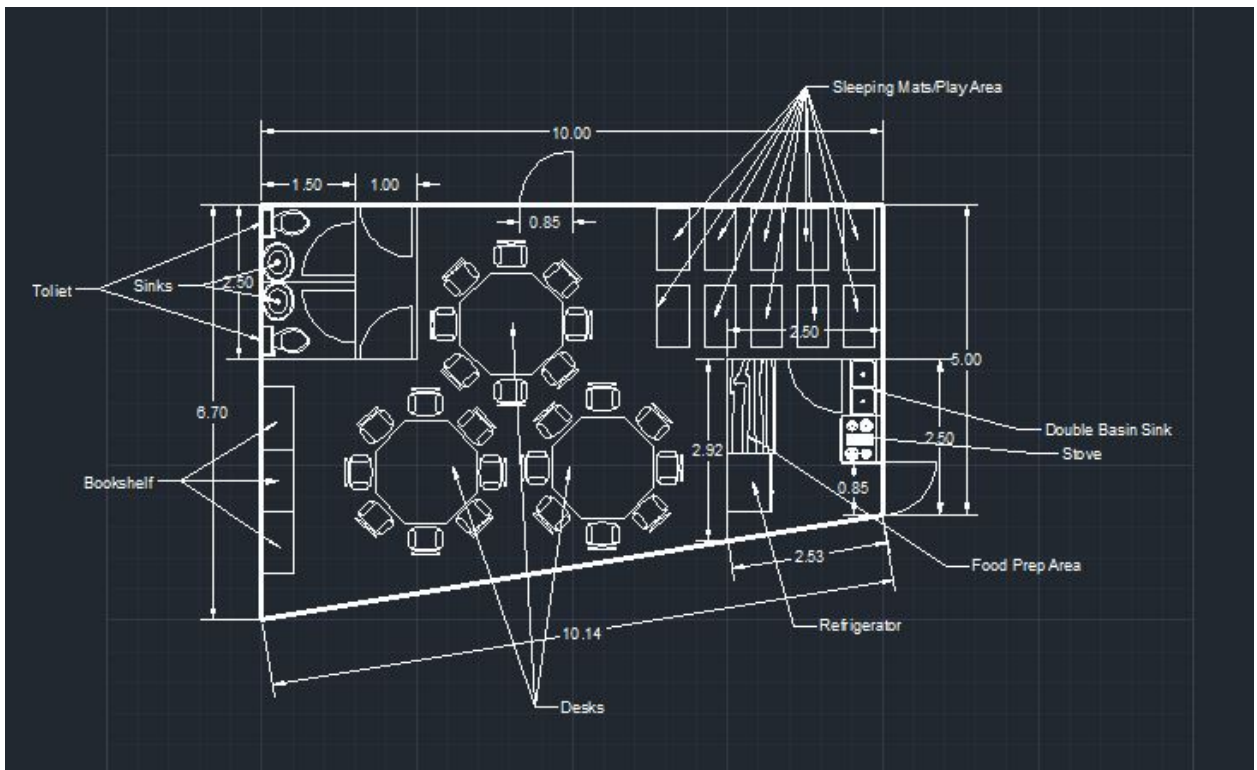 Sleeping Mats/Play Area
10.00
1.50
1.00
0.85
Toliet
Sinks
2.50
2.50
5.00
6.70
Double Basin Sink
2.92
2.50
Stove
Bookshelf
0.85
2.53
Food Prep Area
Refrigerator
10.14
Desks